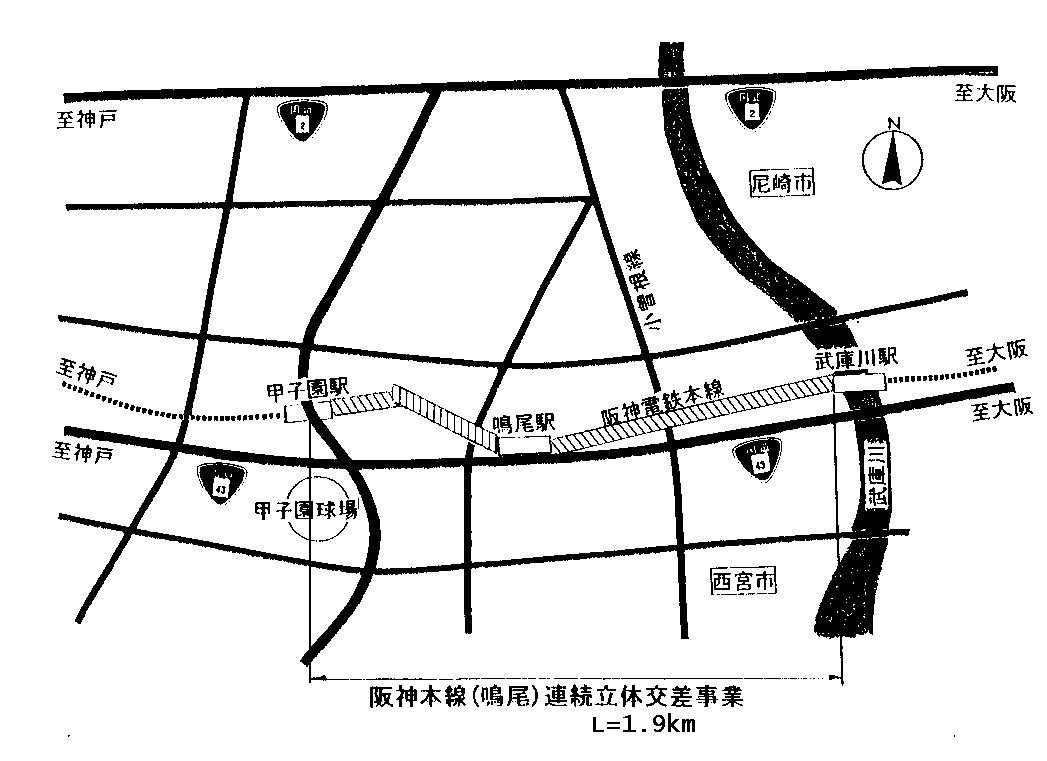 至神戸
2
2
至大阪
N
尼崎市
小曽根線
武庫川駅
至大阪
至神戸
甲子園駅
鳴尾駅
阪神電鉄本線
至大阪
至神戸
43
43
武庫川
甲子園球場
西宮市
阪神本線(鳴尾)連続立体交差事業
L=1.9km